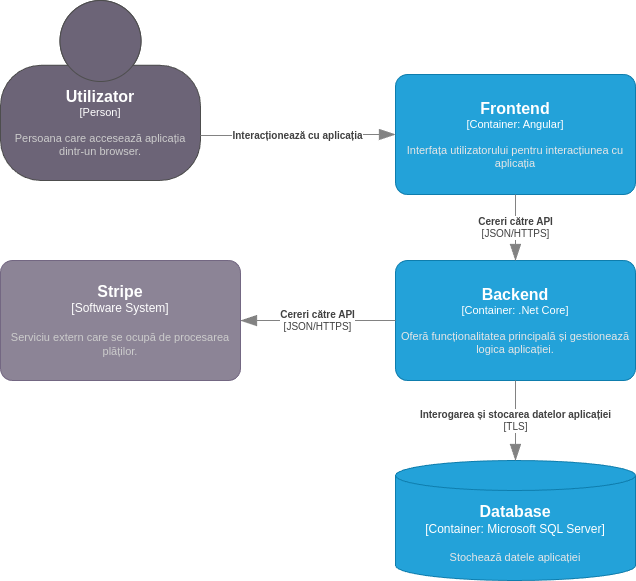 Utilizator
[Person]
Persoana care accesează aplicația
dintr-un browser.
Interacționează cu aplicația
Frontend
[Container: Angular]
Interfața utilizatorului pentru interacțiunea cu
aplicația
Cereri către API
[JSON/HTTPS]
Stripe
[Software System]
Serviciu extern care se ocupă de procesarea
plăților.
Cereri către API
[JSON/HTTPS]
Backend
[Container: .Net Core]
Oferă funcționalitatea principală și gestionează
logica aplicației.
Interogarea și stocarea datelor aplicației
[TLS]
Database
[Container: Microsoft SQL Server]
Stochează datele aplicației